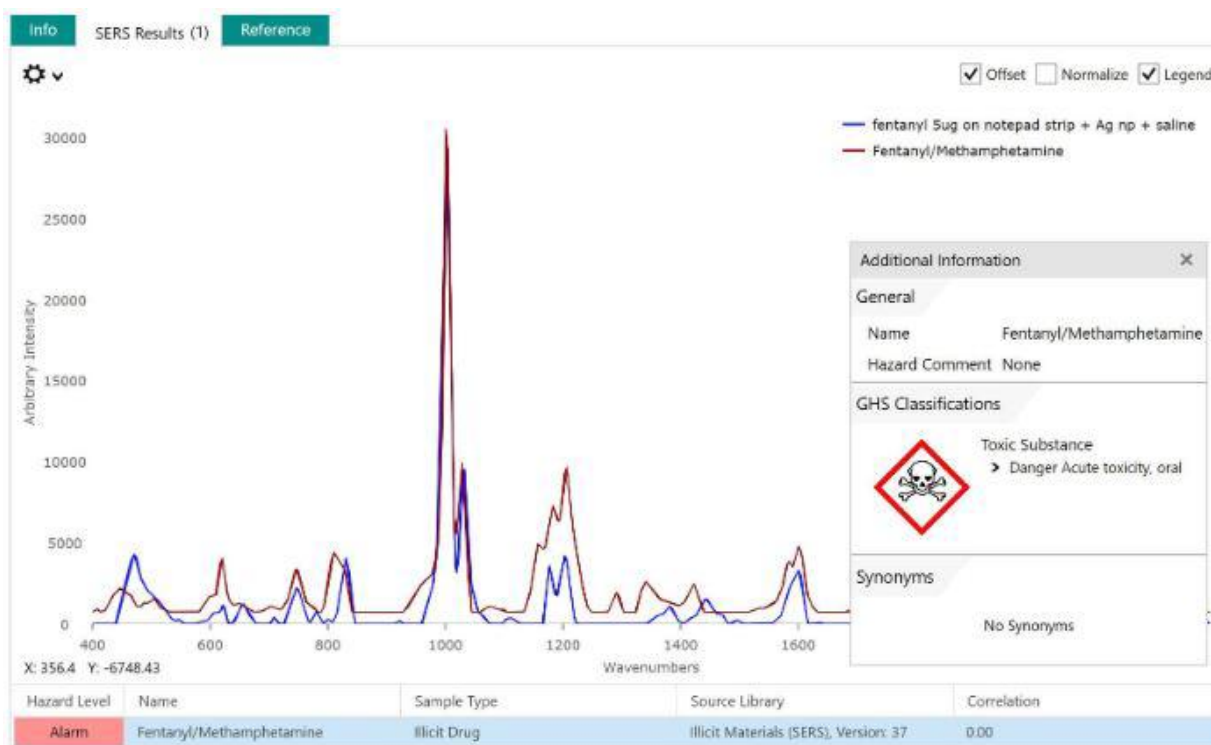 Info
SERS Results (1)
Reference
Offset
Normalize
Legend
fentanyl 5ug on notepad strip + Ag np + saline
Fentanyl/Methamphetamine
30000
25000
20000
15000
10000
5000
0
Arbitrary Intensity
400 600 800 1000 1200 1400 1600
X: 356.4 Y: -6748.43
Wavenumbers
Additional Information
General
Name Fentanyl/Methamphetamine
Hazard Comment None
GHS Classifications
Toxic Substance
> Danger Acute toxicity, oral
Synonyms
No Synonyms
Hazard Level Name Sample Type Source Library Correlation
Alarm Fentanyl/Methamphetamine Illicit Drug Illicit Materials (SERS), Version: 37 0.00